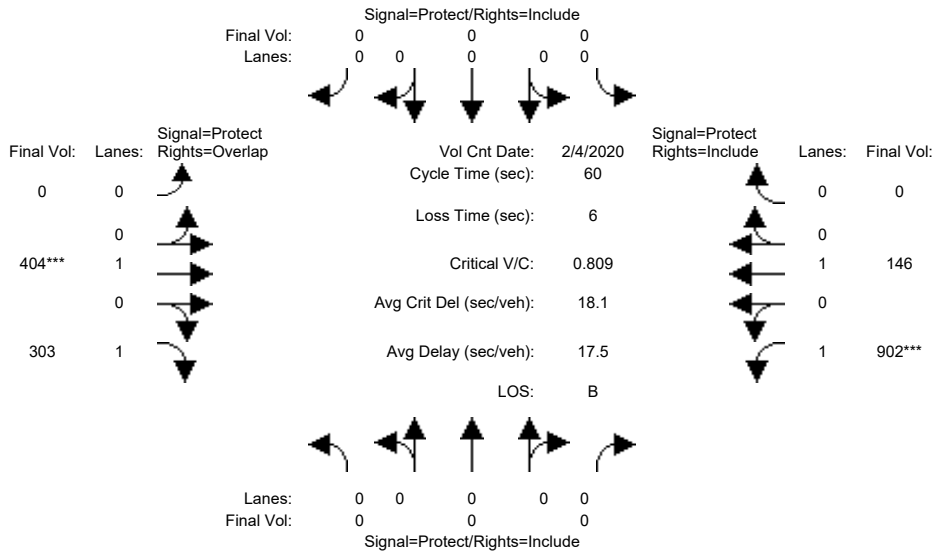 Signal=Protect/Rights=Include
Final Vol: 0 0 0
Lanes: 0 0 0 0 0
Signal=Protect Signal=Protect
Final Vol: Lanes: Rights=Overlap Vol Cnt Date: 2/4/2020 Rights=Include Lanes: Final Vol:
Cycle Time (sec): 60
0 0 0 0
Loss Time (sec): 6
0 0
404*** 1 Critical V/C: 0.809 1 146
0 Avg Crit Del (sec/veh): 18.1 0
303 1 Avg Delay (sec/veh): 17.5 1 902***
LOS: B
Lanes: 0 0 0 0 0
Final Vol: 0 0 0
Signal=Protect/Rights=Include